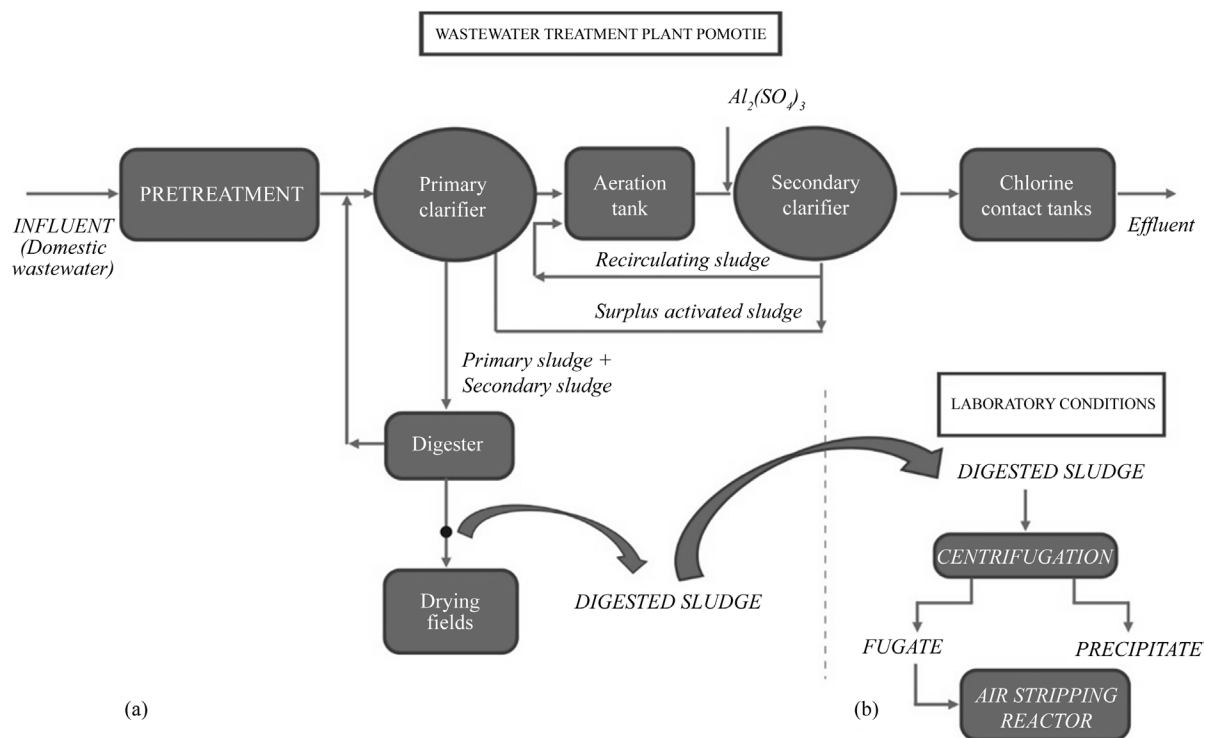 WASTEWATER TREATMENT PLANT POMOTIE
Al₂(SO₄)₃
PRETREATMENT
Primary
clarifier
Aeration
tank
Secondary
clarifier
Chlorine
contact tanks
INFLUENT
(Domestic
wastewater)
Effluent
Recirculating sludge
Surplus activated sludge
Primary sludge +
Secondary sludge
Digester
Drying
fields
DIGESTED SLUDGE
LABORATORY CONDITIONS
DIGESTED SLUDGE
CENTRIFUGATION
FUGATE
PRECIPITATE
AIR STRIPPING
REACTOR
(a)
(b)